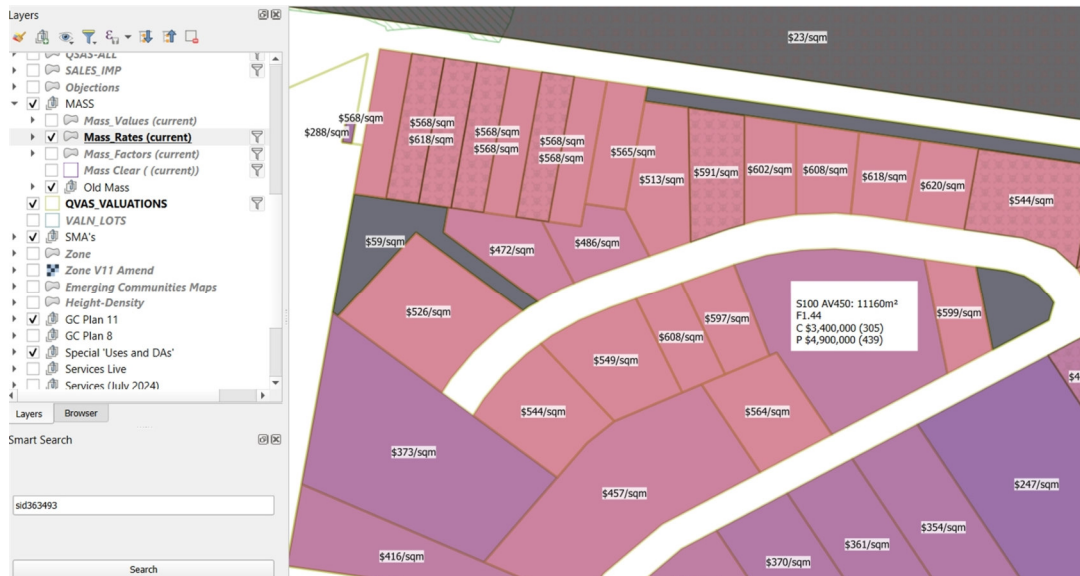 Layers
QSAS-ALL
SALES_IMP
Objections
MASS
Mass_Values (current)
Mass_Rates (current)
Mass_Factors (current)
Mass Clear ( (current))
Old Mass
QVAS_VALUATIONS
VALN_LOTS
SMA's
Zone
Zone V11 Amend
Emerging Communities Maps
Height-Density
GC Plan 11
GC Plan 8
Special 'Uses and DAs'
Services Live
Services (July 2024)
Layers
Browser
Smart Search
sid363493
Search
$23/sqm
$568/sqm
$288/sqm
$568/sqm
$618/sqm
$568/sqm
$568/sqm
$568/sqm
$568/sqm
$565/sqm
$513/sqm
$591/sqm
$602/sqm
$608/sqm
$618/sqm
$620/sqm
$544/sqm
$59/sqm
$472/sqm
$486/sqm
$526/sqm
$597/sqm
$608/sqm
$549/sqm
S100 AV450: 11160m²
F1.44
C $3,400,000 (305)
P $4,900,000 (439)
$599/sqm
$544/sqm
$564/sqm
$373/sqm
$457/sqm
$247/sqm
$416/sqm
$370/sqm
$361/sqm
$354/sqm